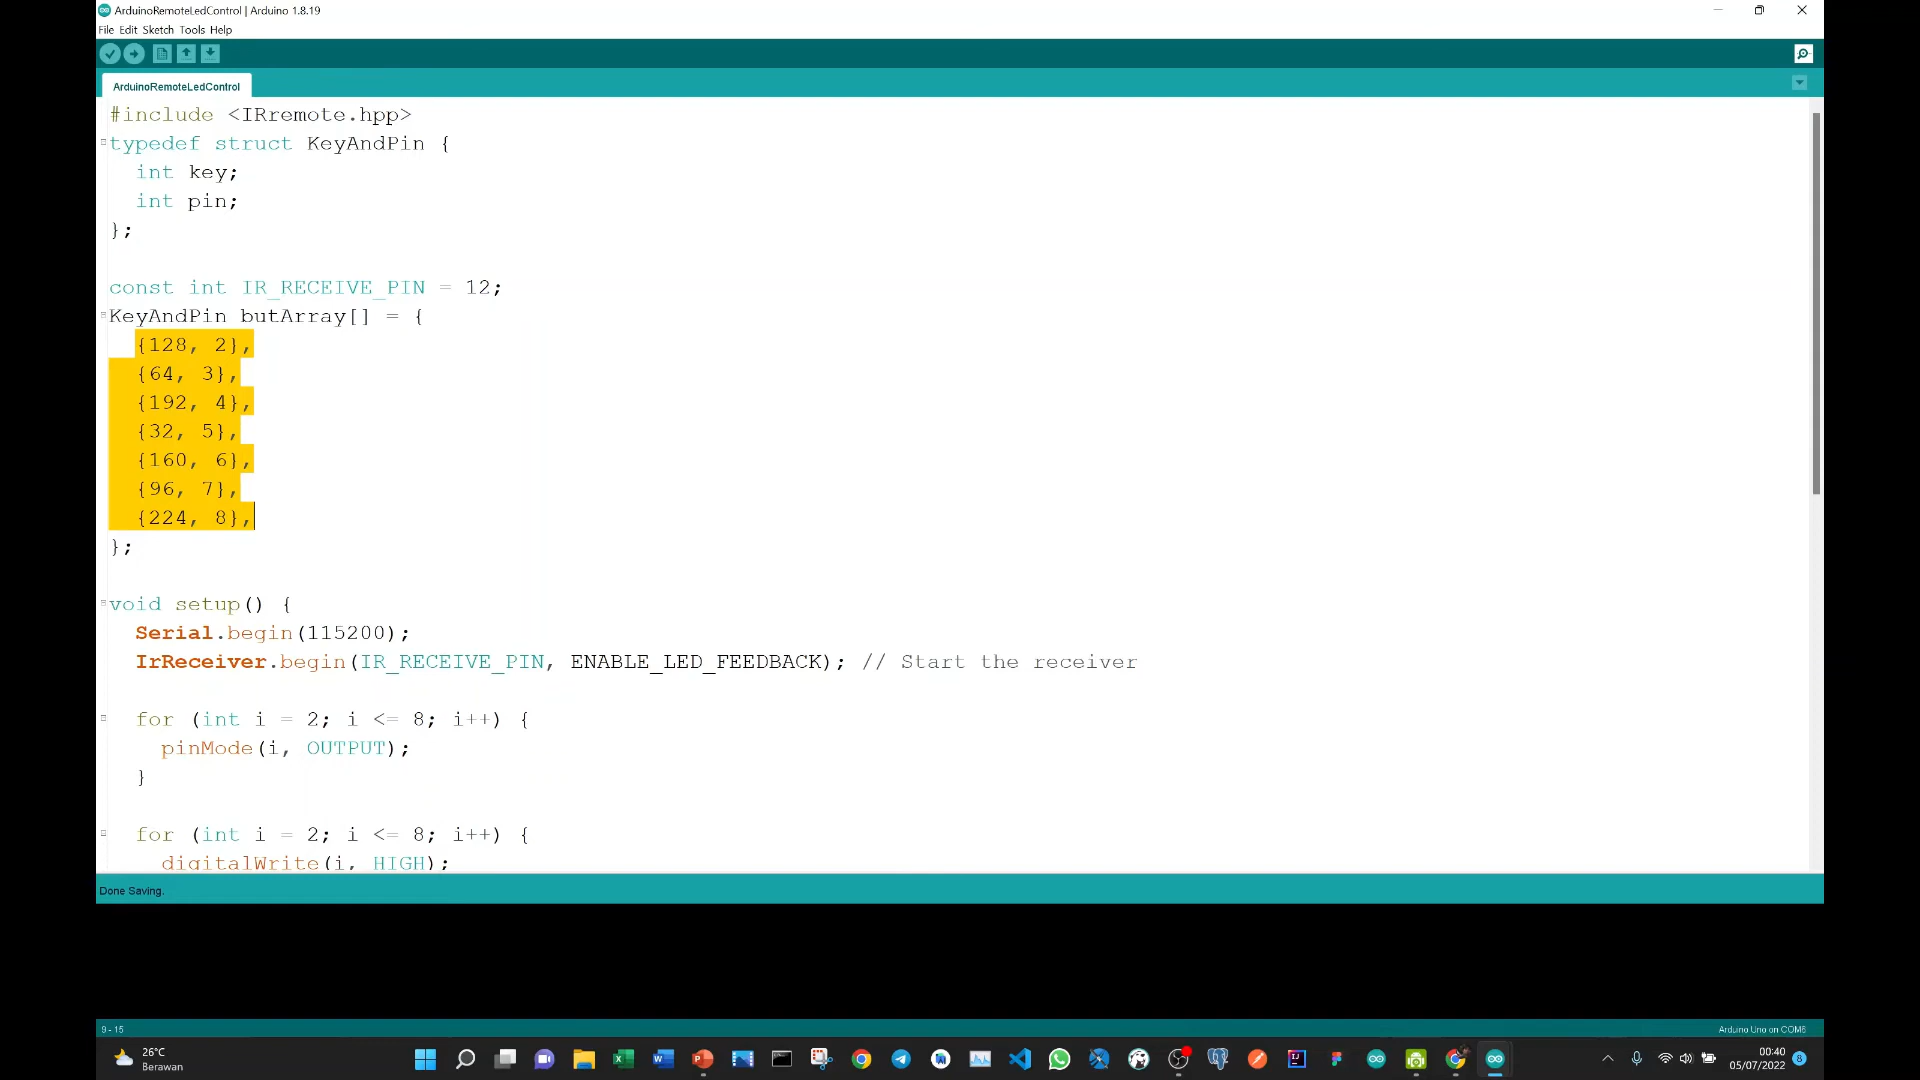 ArduinoRemoteLedControl | Arduino 1.8.19
File Edit Sketch Tools Help
ArduinoRemoteLedControl
#include <IRremote.hpp>
typedef struct KeyAndPin {
int key;
int pin;
};
const int IR_RECEIVE_PIN = 12;
KeyAndPin butArray[] = {
{128, 2},
{64, 3},
{192, 4},
{32, 5},
{160, 6},
{96, 7},
{224, 8},
};
void setup() {
Serial.begin(115200);
IrReceiver.begin(IR_RECEIVE_PIN, ENABLE_LED_FEEDBACK); // Start the receiver
for (int i = 2; i <= 8; i++) {
pinMode(i, OUTPUT);
}
for (int i = 2; i <= 8; i++) {
digitalWrite(i, HIGH);
Done Saving.
9 - 15
Arduino Uno on COM6
26°C
Berawan
00:40
05/07/2022
8